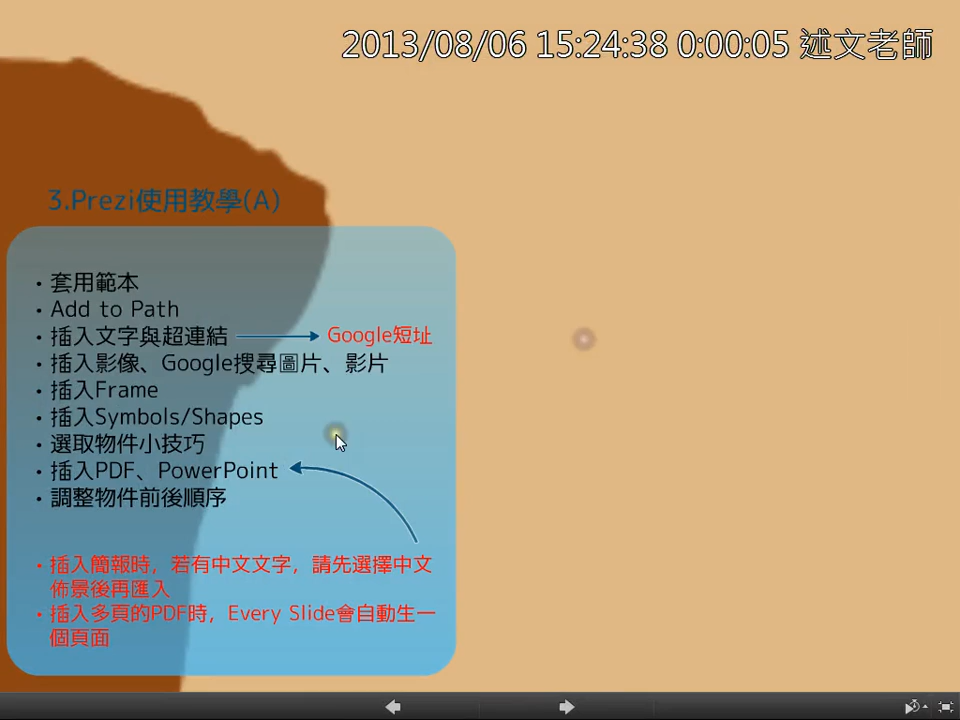 2013/08/06 15:24:38 0:00:05 述文老師
3.Prezi使用教學(A)
• 套用範本
• Add to Path
• 插入文字與超連結
Google短址
• 插入影像、Google搜尋圖片、影片
• 插入Frame
• 插入Symbols/Shapes
• 選取物件小技巧
• 插入PDF、PowerPoint
• 調整物件前後順序
• 插入簡報時，若有中文文字，請先選擇中文
佈景後再匯入
• 插入多頁的PDF時，Every Slide會自動生一
個頁面